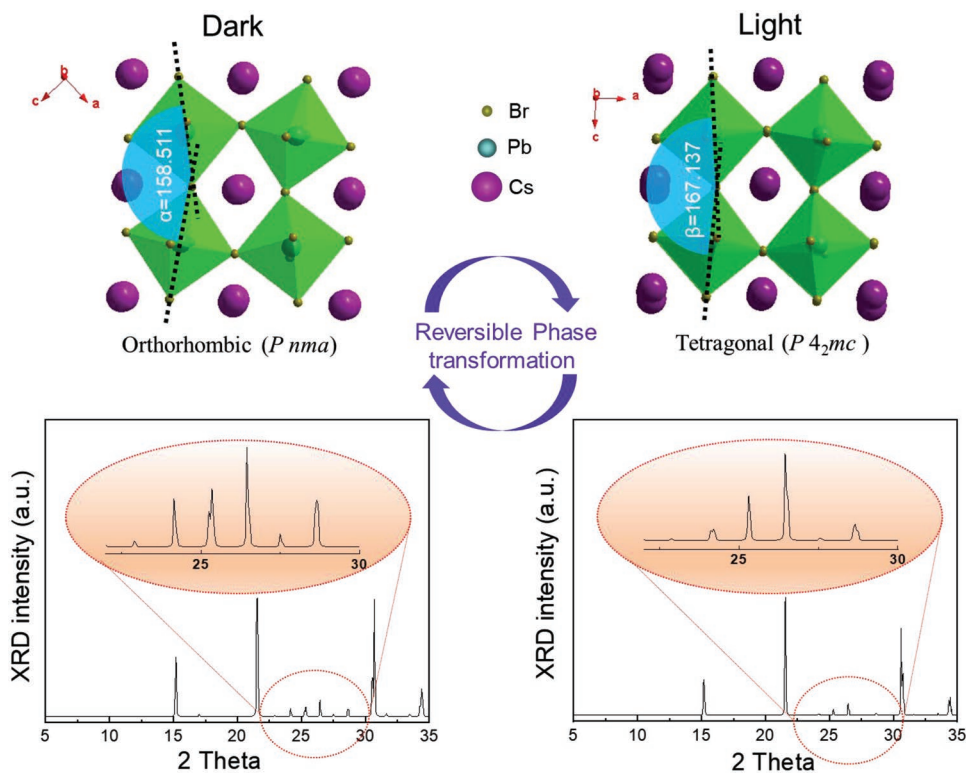 Dark
Light
b
c
a
b
a
c
Br
Pb
Cs
α=158.511
β=167.137
Orthorhombic (P nma)
Reversible Phase
transformation
Tetragonal (P 4₂mc )
XRD intensity (a.u.)
25
30
5
10
15
20
25
30
35
2 Theta
XRD intensity (a.u.)
25
30
5
10
15
20
25
30
35
2 Theta